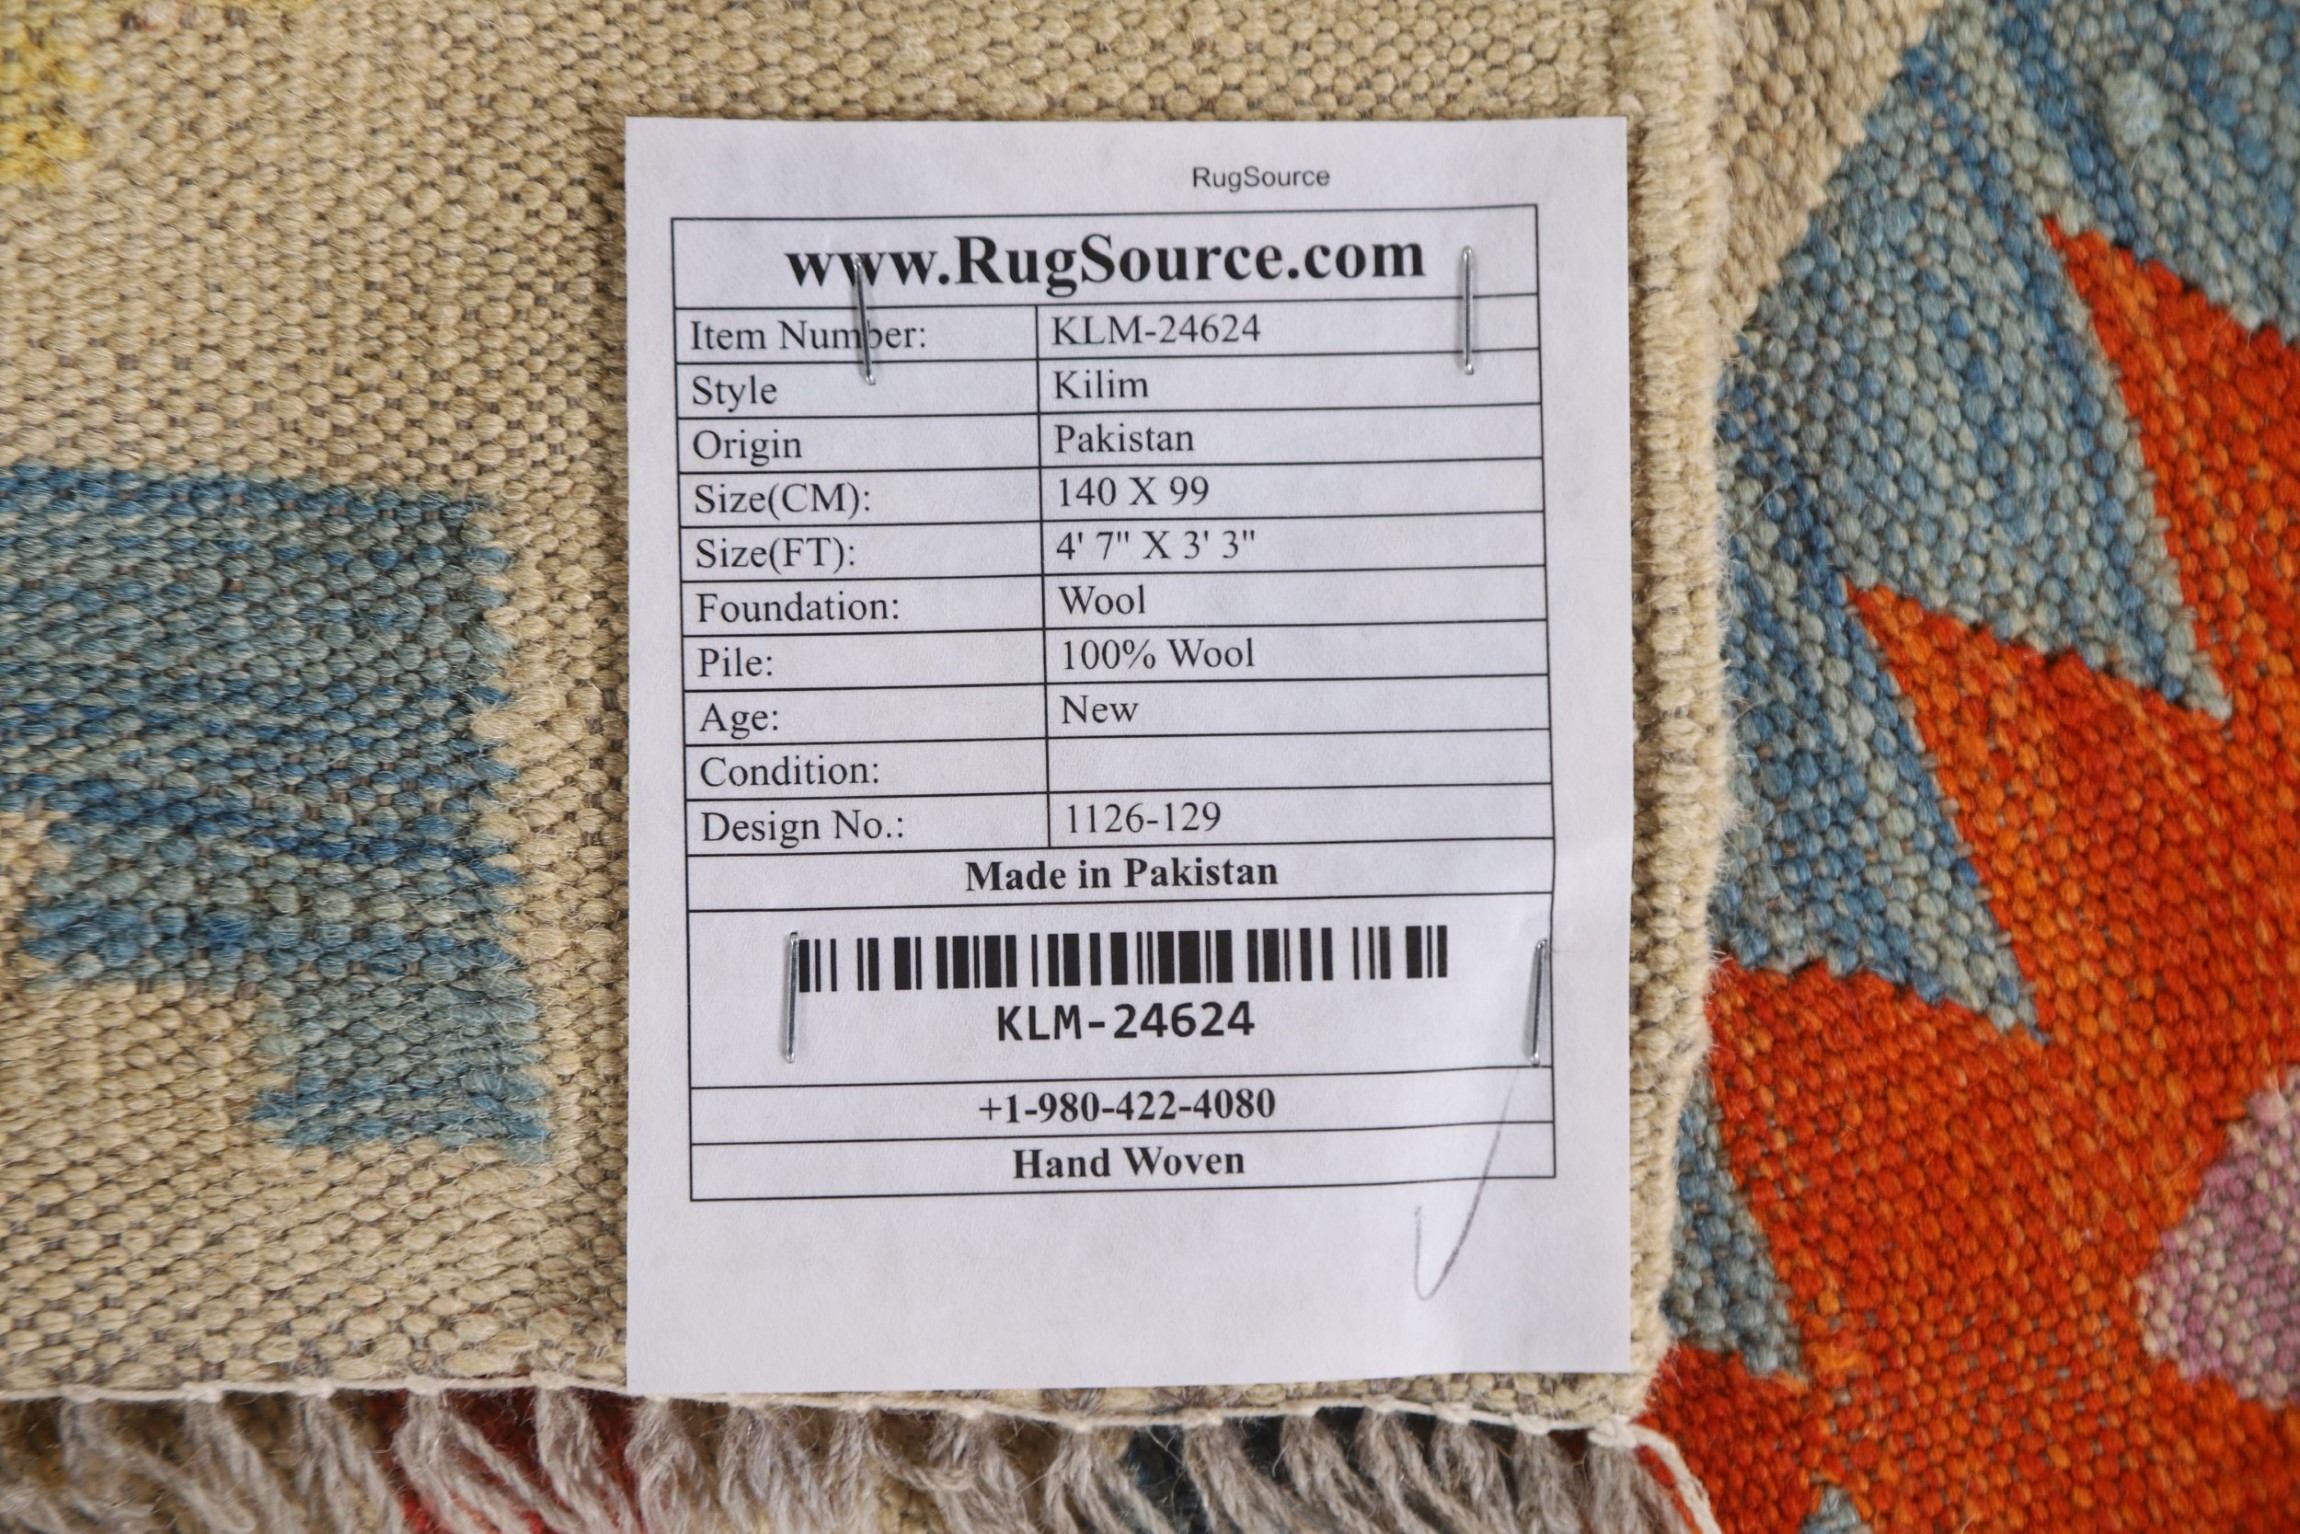 RugSource
www.RugSource.com
Item Number: KLM-24624
Style Kilim
Origin Pakistan
Size(CM): 140 X 99
Size(FT): 4' 7" X 3' 3"
Foundation: Wool
Pile: 100% Wool
Age: New
Condition:
Design No.: 1126-129
Made in Pakistan
KLM-24624
+1-980-422-4080
Hand Woven